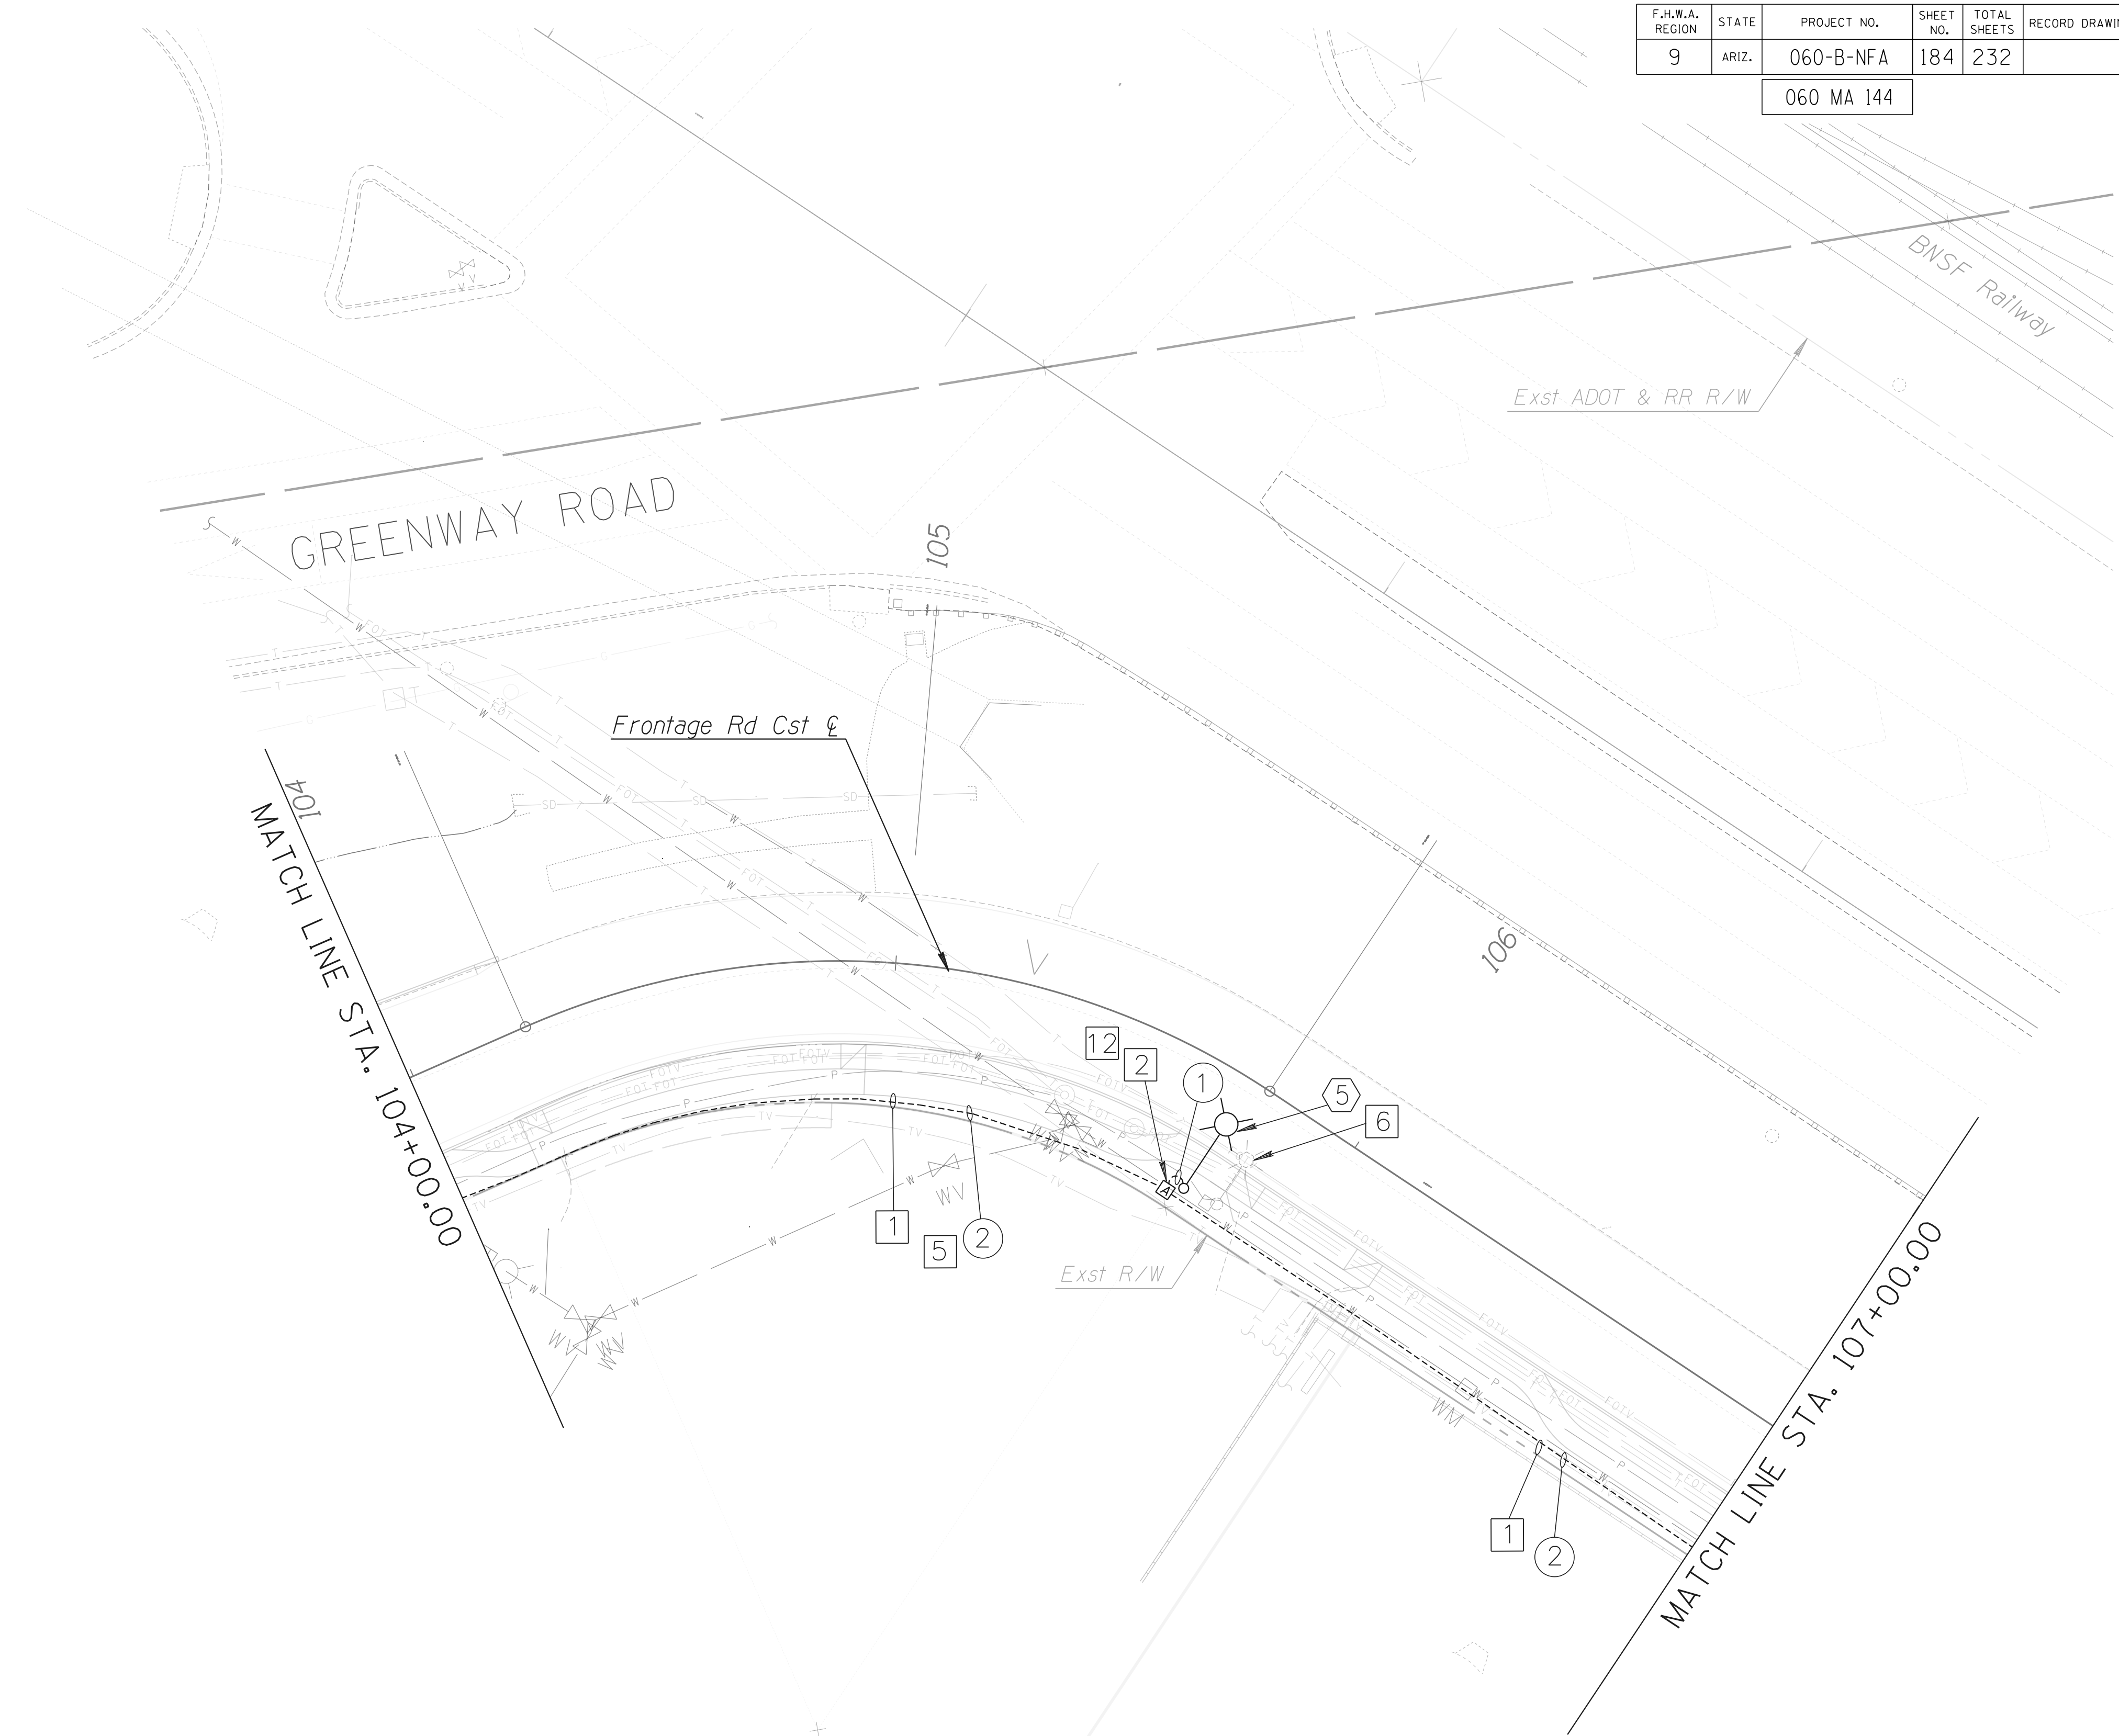 F.H.W.A. REGION
STATE
PROJECT NO.
SHEET NO.
TOTAL SHEETS
RECORD DRAWIN
9
ARIZ.
060-B-NFA
184
232
060 MA 144
BNSF Railway
Exst ADOT & RR R/W
GREENWAY ROAD
105
Frontage Rd Cst ℄
104
MATCH LINE STA. 104+00.00
SD
SD
SD
106
12
2
1
5
6
1
5
2
WV
Exst R/W
WV
WM
1
2
MATCH LINE STA. 107+00.00